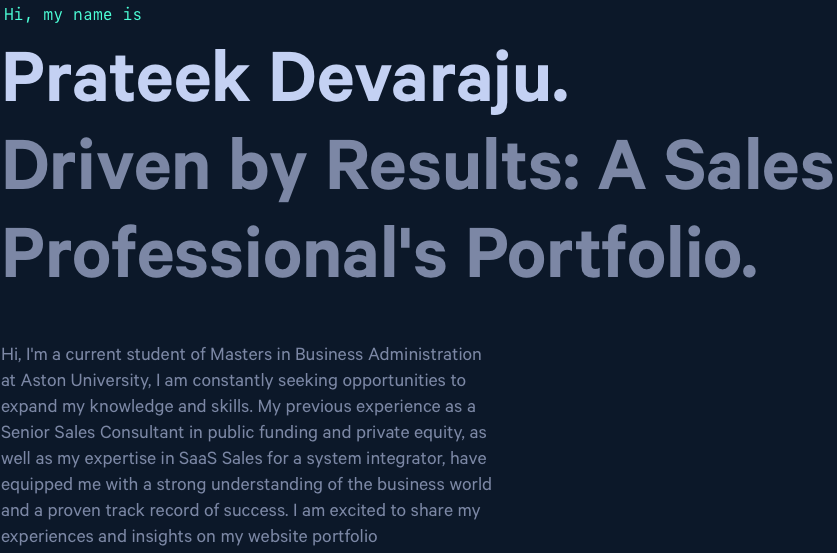 Hi, my name is
Prateek Devaraju.
Driven by Results: A Sales
Professional's Portfolio.
Hi, I'm a current student of Masters in Business Administration
at Aston University, I am constantly seeking opportunities to
expand my knowledge and skills. My previous experience as a
Senior Sales Consultant in public funding and private equity, as
well as my expertise in SaaS Sales for a system integrator, have
equipped me with a strong understanding of the business world
and a proven track record of success. I am excited to share my
experiences and insights on my website portfolio